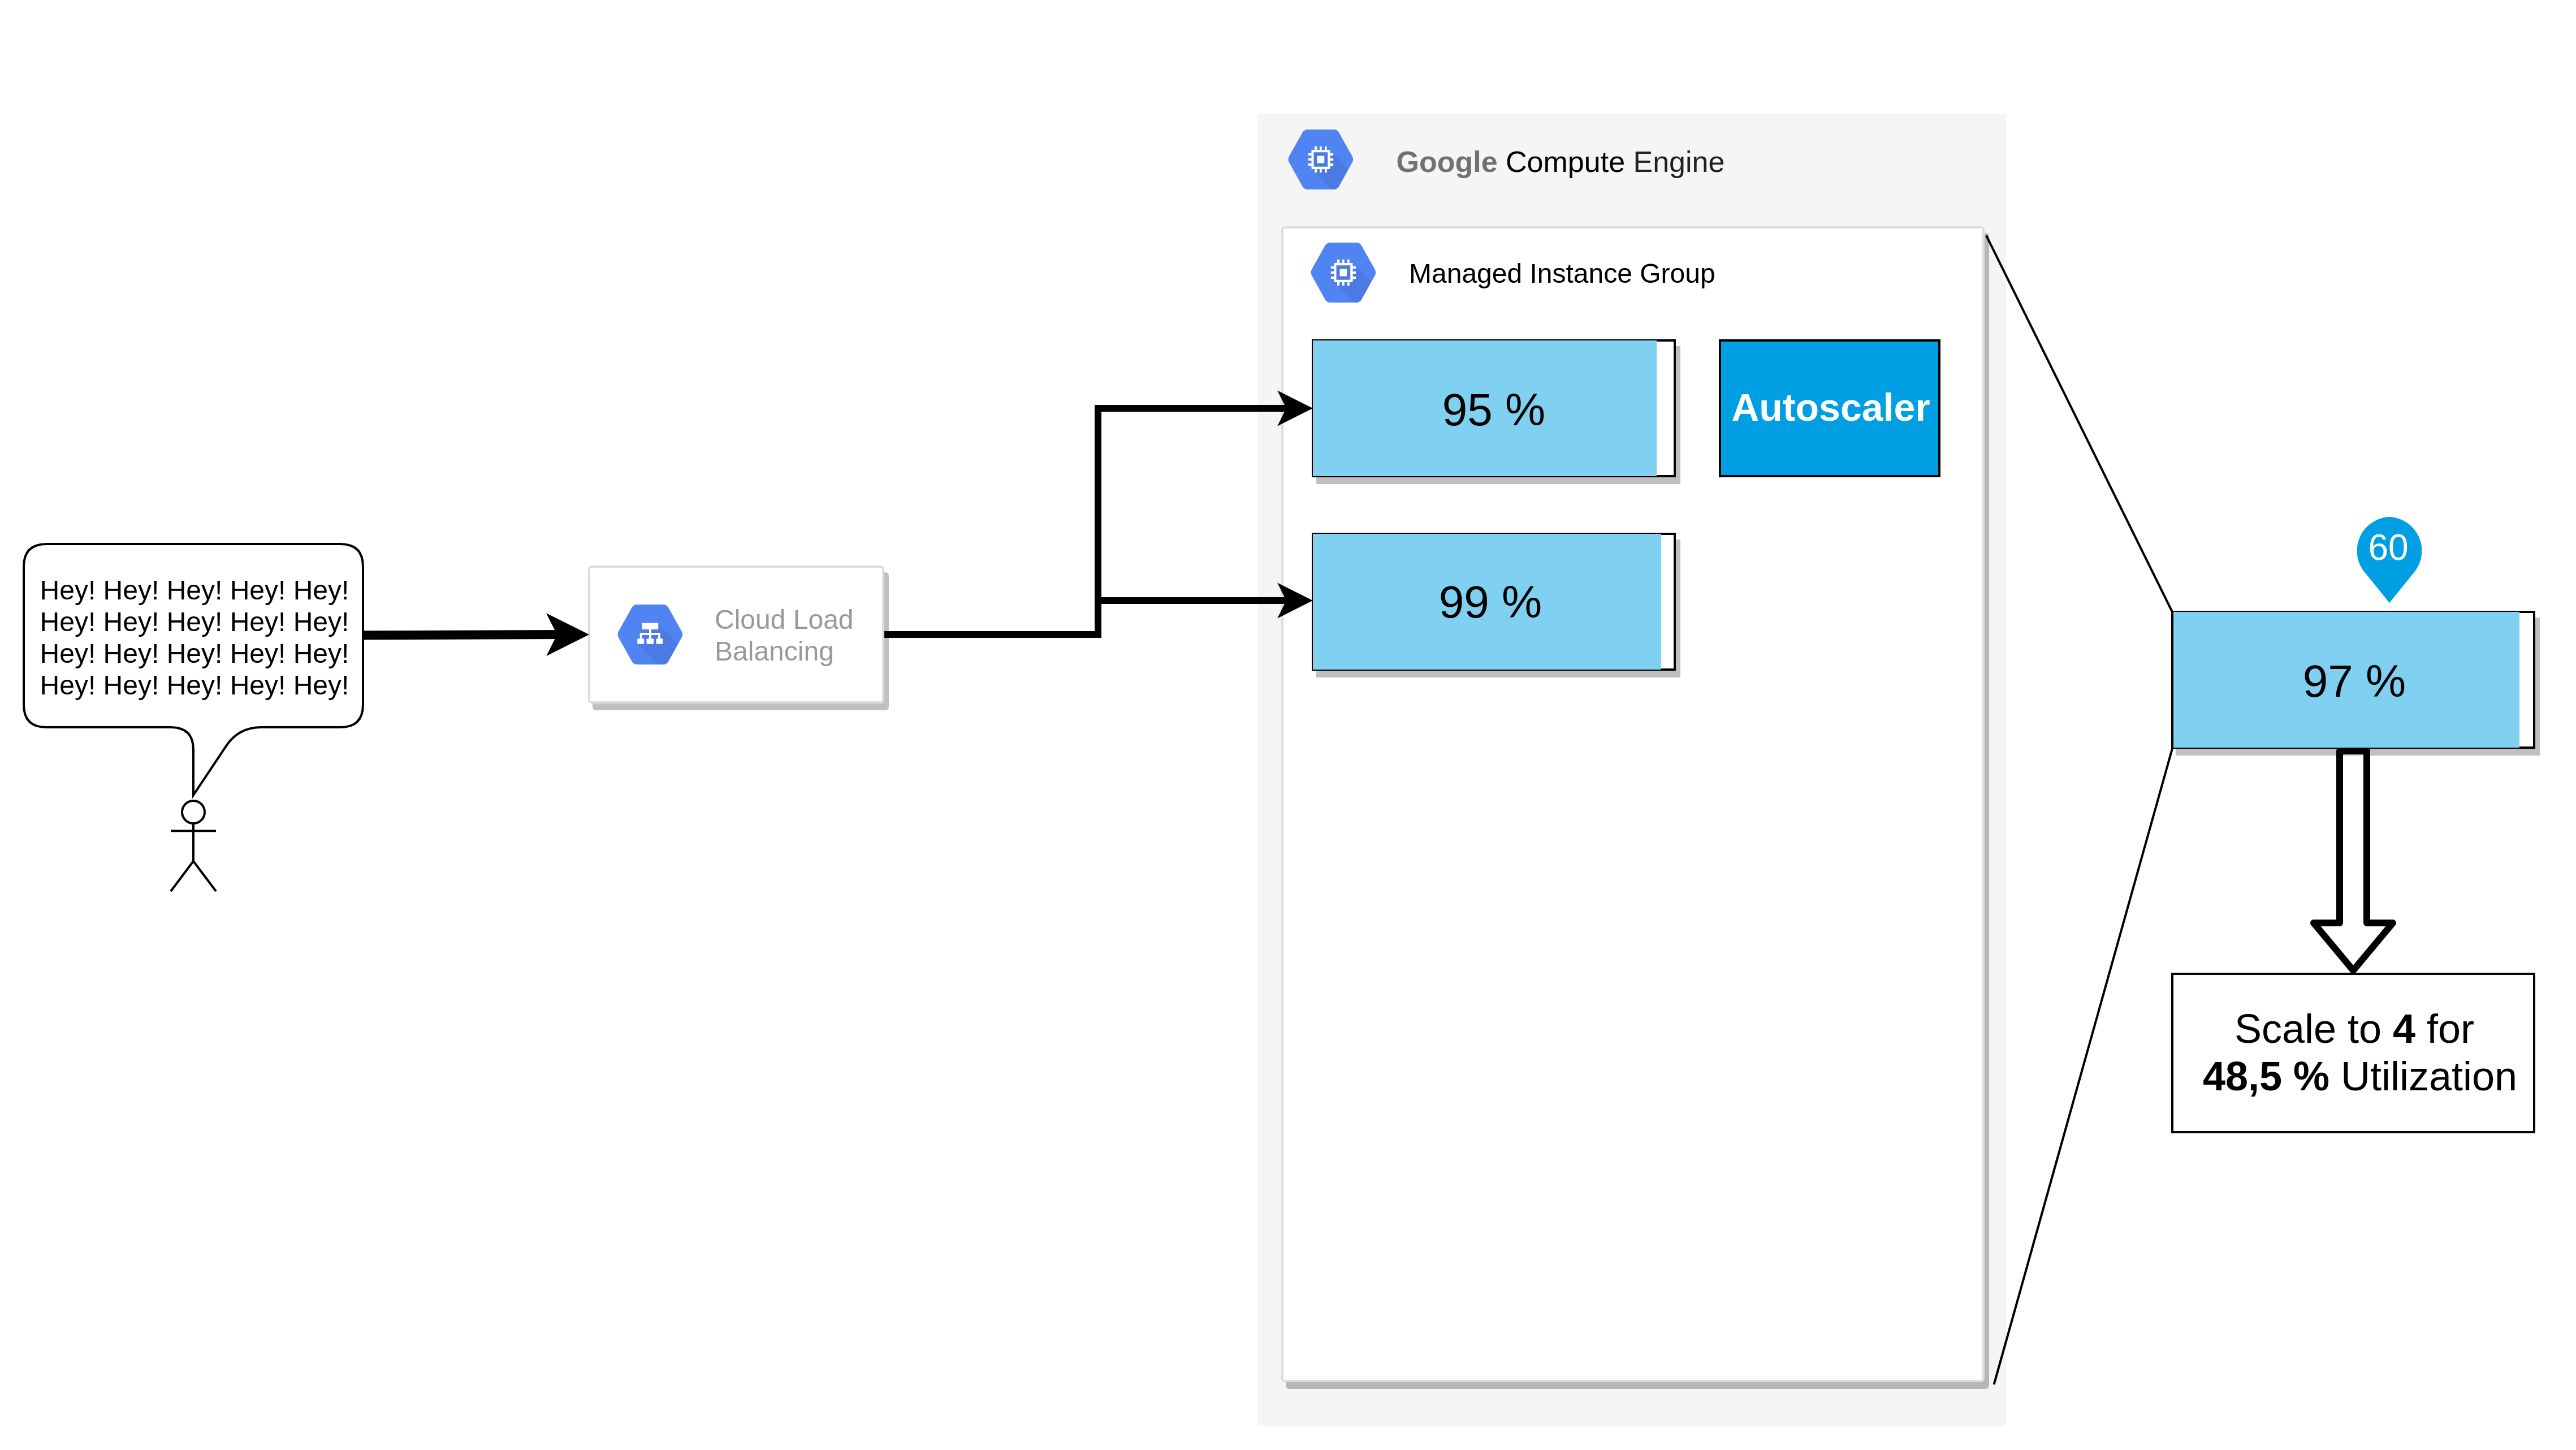 Google Compute Engine
Managed Instance Group
95 %
Autoscaler
99 %
Hey! Hey! Hey! Hey! Hey!
Hey! Hey! Hey! Hey! Hey!
Hey! Hey! Hey! Hey! Hey!
Hey! Hey! Hey! Hey! Hey!
Cloud Load
Balancing
60
97 %
Scale to 4 for
48,5 % Utilization